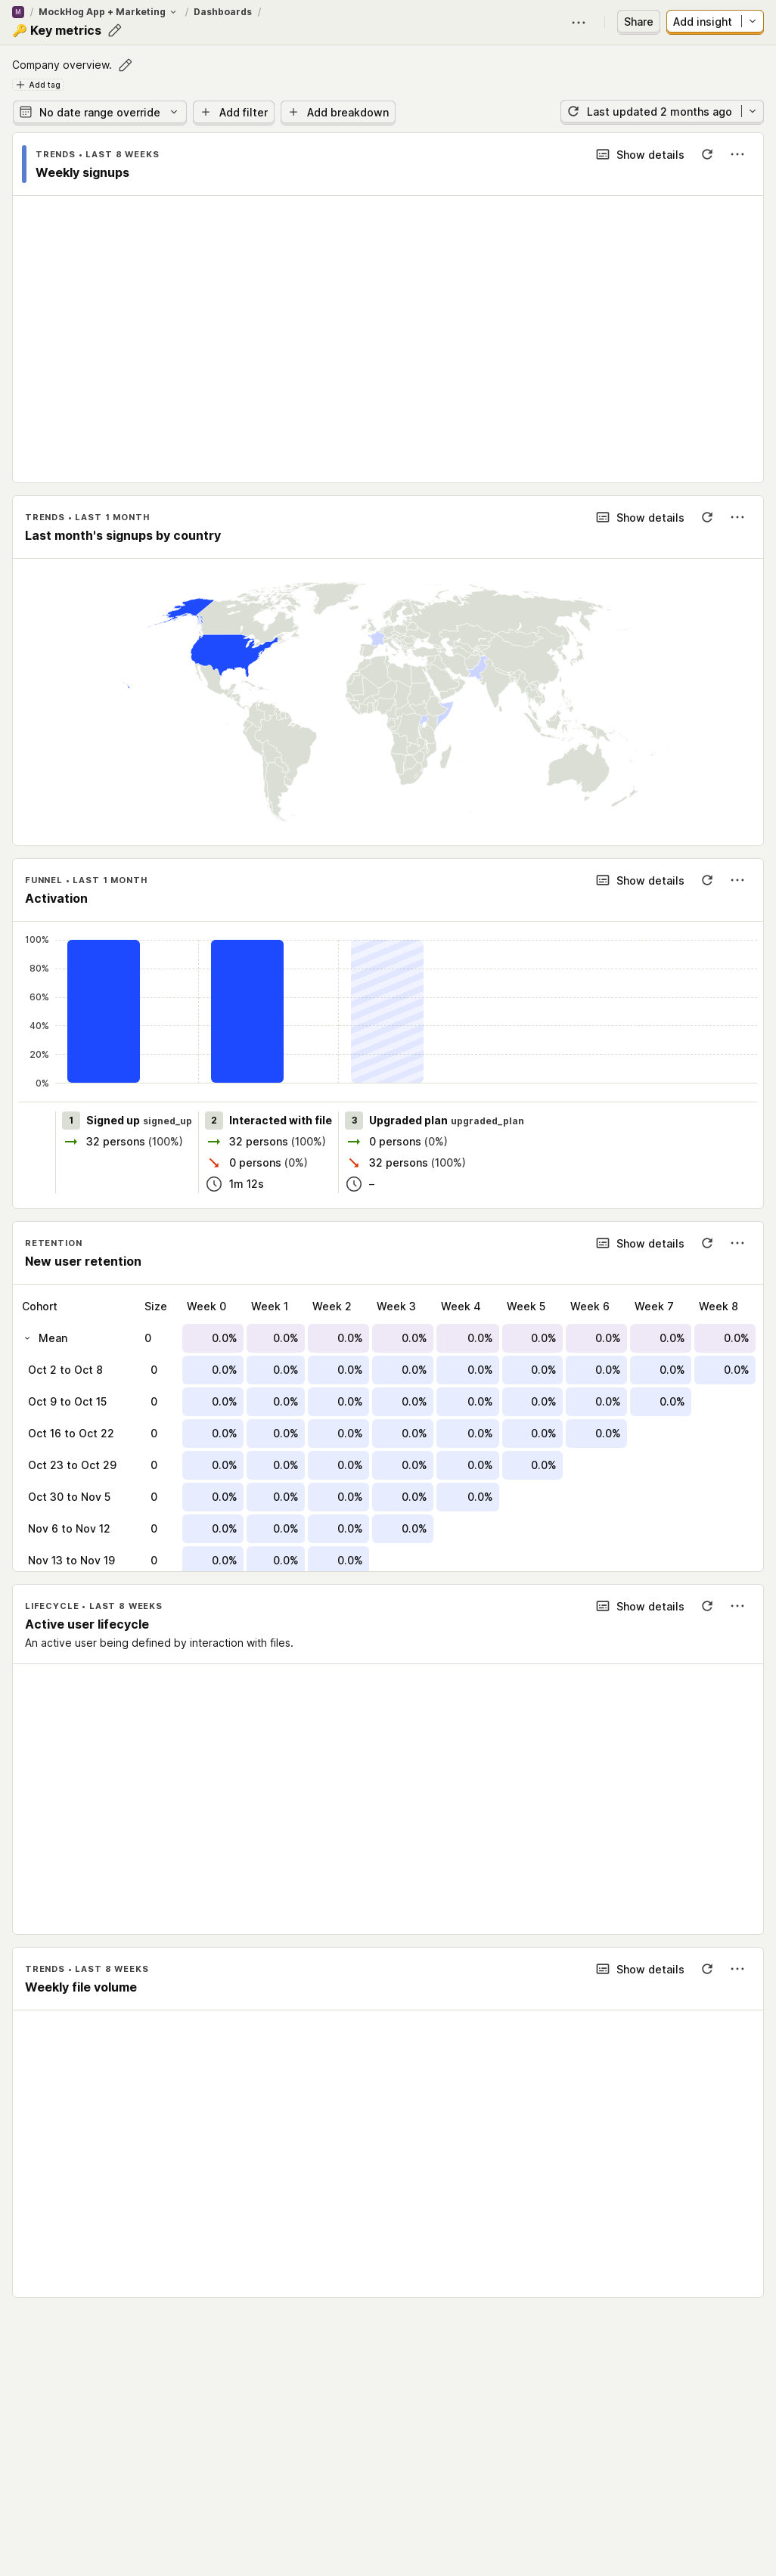 M / MockHog App + Marketing / Dashboards /
🔑 Key metrics
Share
Add insight
Company overview.
Add tag
No date range override
Add filter
Add breakdown
Last updated 2 months ago
TRENDS • LAST 8 WEEKS
Show details
Weekly signups
TRENDS • LAST 1 MONTH
Show details
Last month's signups by country
FUNNEL • LAST 1 MONTH
Show details
Activation
100%
80%
60%
40%
20%
0%
1 Signed up signed_up
32 persons (100%)
2 Interacted with file
32 persons (100%)
0 persons (0%)
1m 12s
3 Upgraded plan upgraded_plan
0 persons (0%)
32 persons (100%)
–
RETENTION
Show details
New user retention
Cohort Size Week 0 Week 1 Week 2 Week 3 Week 4 Week 5 Week 6 Week 7 Week 8
Mean 0 0.0% 0.0% 0.0% 0.0% 0.0% 0.0% 0.0% 0.0% 0.0%
Oct 2 to Oct 8 0 0.0% 0.0% 0.0% 0.0% 0.0% 0.0% 0.0% 0.0% 0.0%
Oct 9 to Oct 15 0 0.0% 0.0% 0.0% 0.0% 0.0% 0.0% 0.0% 0.0%
Oct 16 to Oct 22 0 0.0% 0.0% 0.0% 0.0% 0.0% 0.0% 0.0%
Oct 23 to Oct 29 0 0.0% 0.0% 0.0% 0.0% 0.0% 0.0%
Oct 30 to Nov 5 0 0.0% 0.0% 0.0% 0.0% 0.0%
Nov 6 to Nov 12 0 0.0% 0.0% 0.0% 0.0%
Nov 13 to Nov 19 0 0.0% 0.0% 0.0%
LIFECYCLE • LAST 8 WEEKS
Show details
Active user lifecycle
An active user being defined by interaction with files.
TRENDS • LAST 8 WEEKS
Show details
Weekly file volume